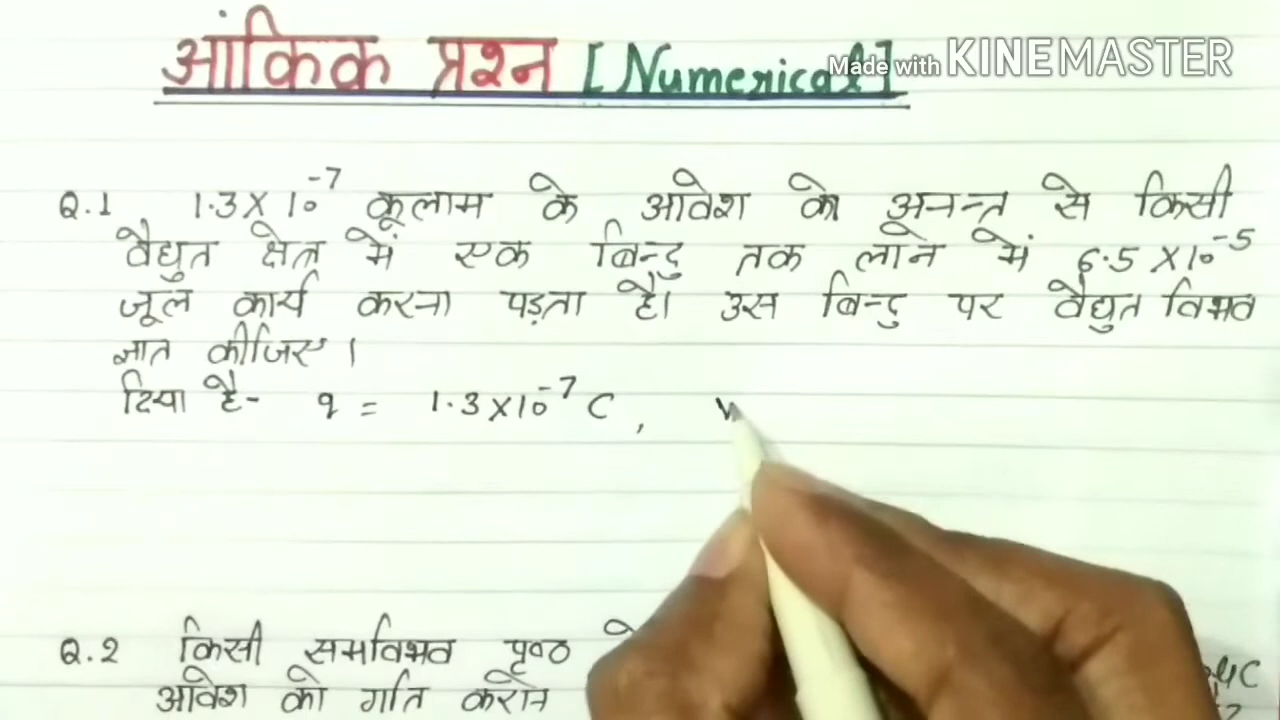 आंकिक प्रश्न [Numerical]
Made with KINEMASTER
Q.1 1.3 X 10⁻⁷ कूलाम के आवेश को अनन्त से किसी
वैद्युत क्षेत्र में एक बिन्दु तक लाने में 6.5 X 10⁻⁵
जूल कार्य करना पड़ता है। उस बिन्दु पर वैद्युत विभव
ज्ञात कीजिए।
दिया है- q = 1.3 X 10⁻⁷ C,
Q.2 किसी समविभव पृष्ठ
आवेश को गति कराने